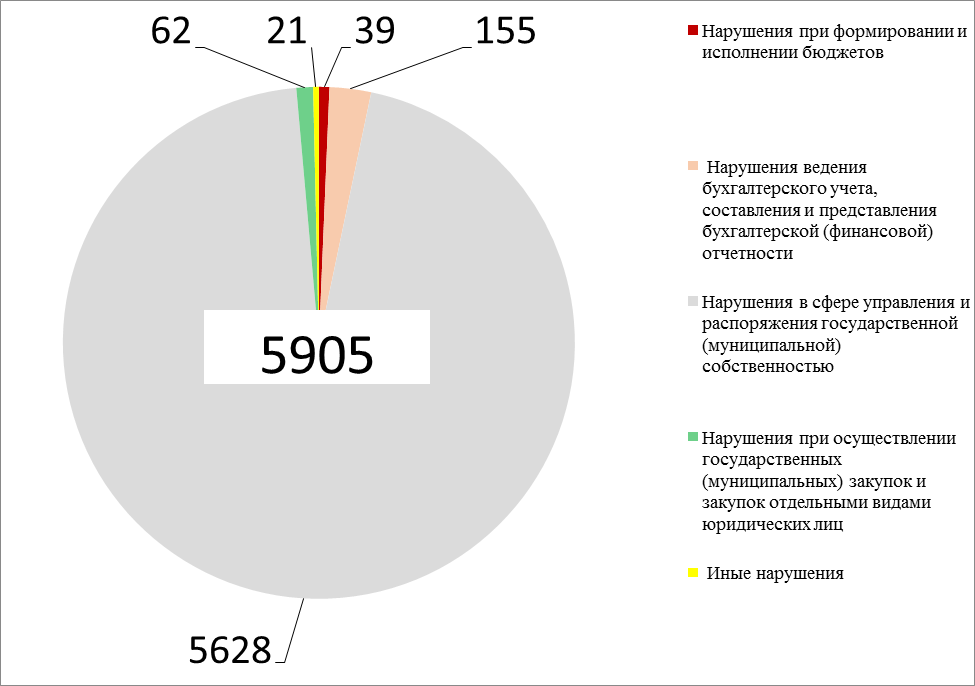 62 21 39 155
5905
5628
Нарушения при формировании и
исполнении бюджетов
Нарушения ведения
бухгалтерского учета,
составления и представления
бухгалтерской (финансовой)
отчетности
Нарушения в сфере управления и
распоряжения государственной
(муниципальной)
собственностью
Нарушения при осуществлении
государственных
(муниципальных) закупок и
закупок отдельными видами
юридических лиц
Иные нарушения